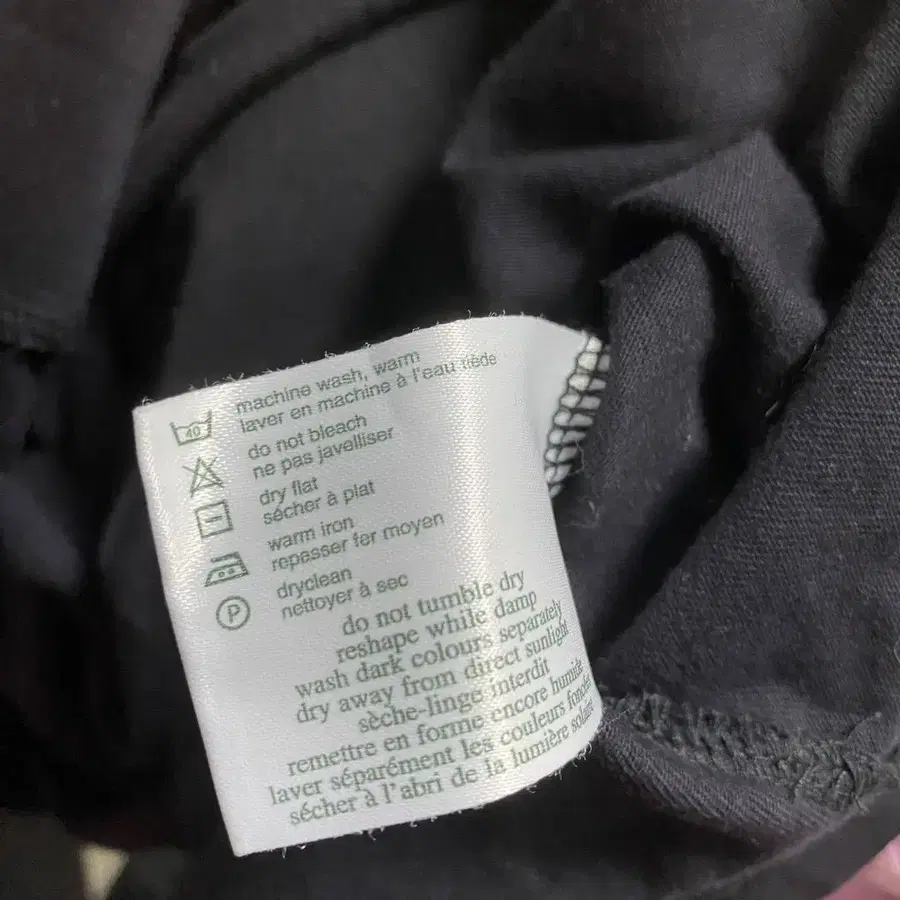 40
machine wash, warm
laver en machine à l'eau tiède
do not bleach
ne pas javelliser
dry flat
sécher à plat
warm iron
repasser fer moyen
P
dryclean
nettoyer à sec
do not tumble dry
reshape while damp
wash dark colours separately
dry away from direct sunlight
sèche-linge interdit
remettre en forme encore humide
laver séparément les couleurs foncées
sécher à l'abri de la lumière solaire